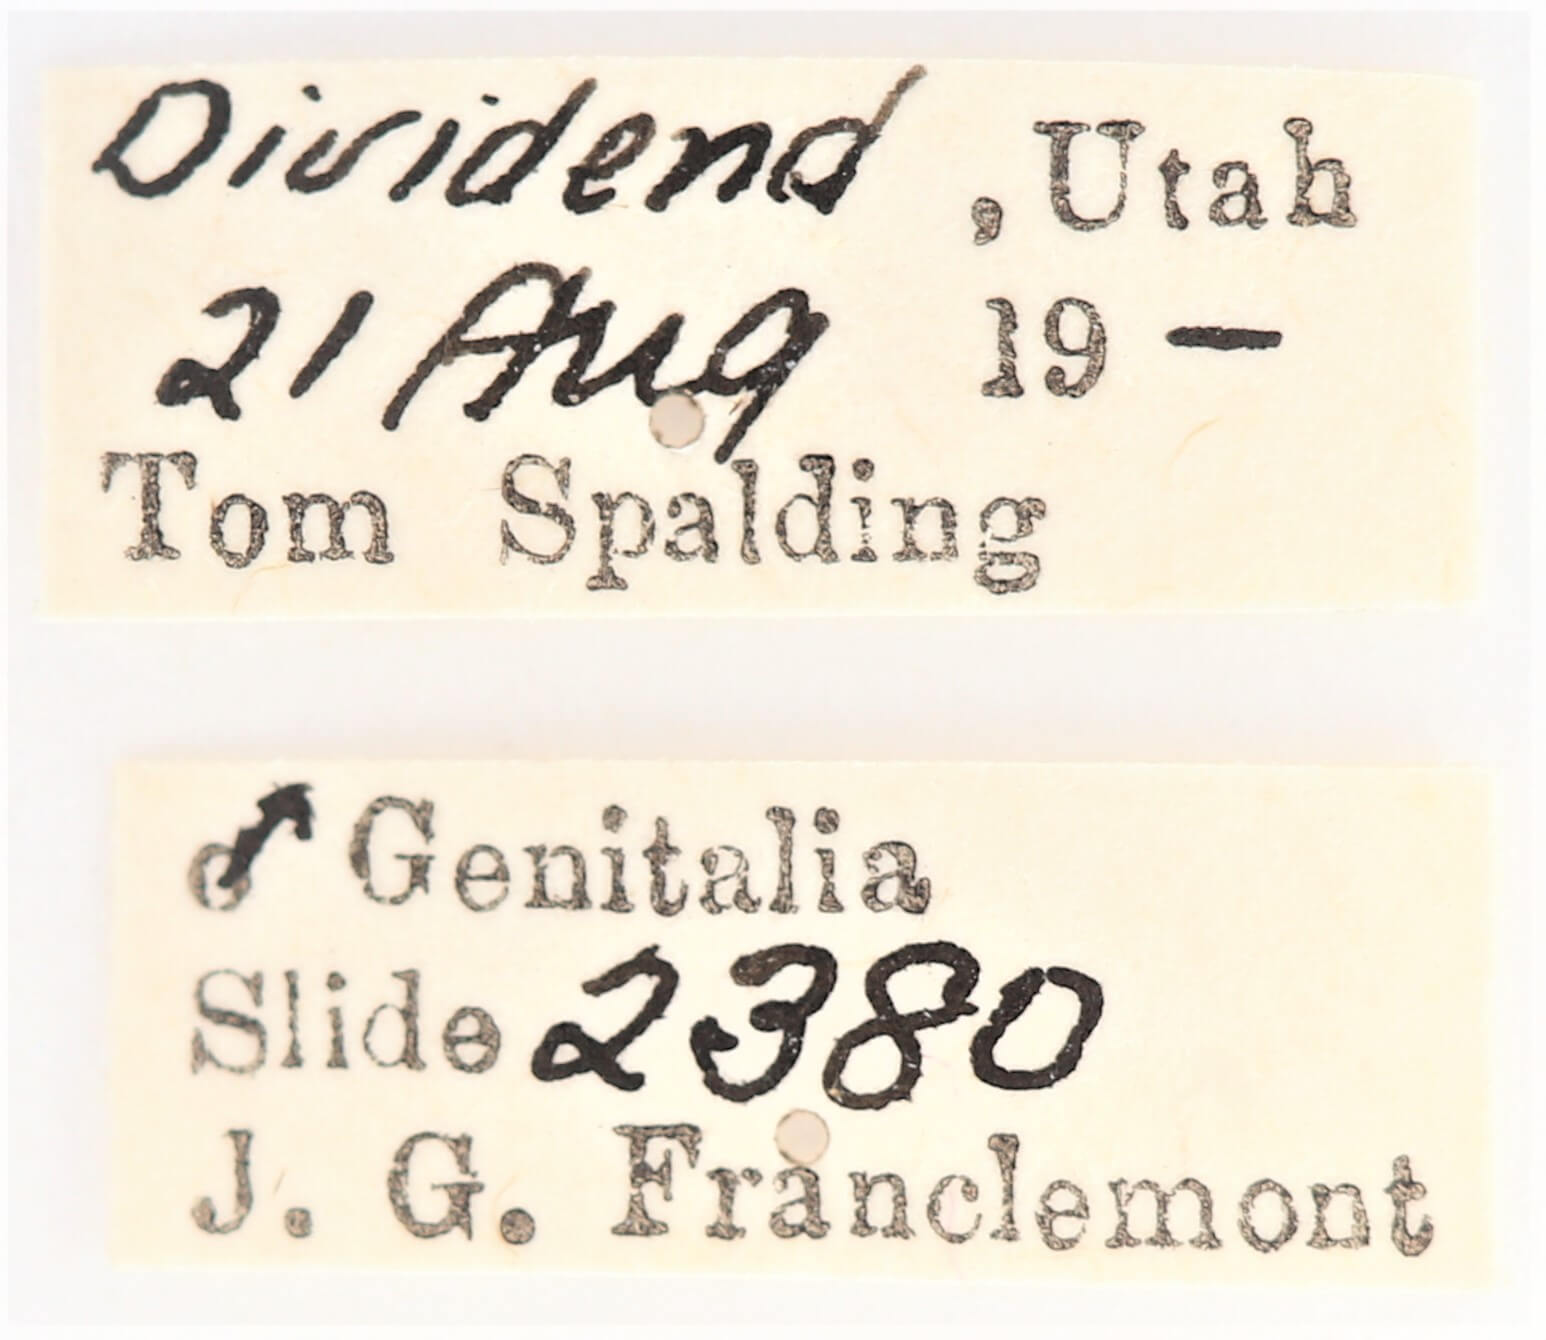 Dividend, Utah
21 Aug 19 —
Tom Spalding
♂ Genitalia
Slide 2380
J. G. Franclemont